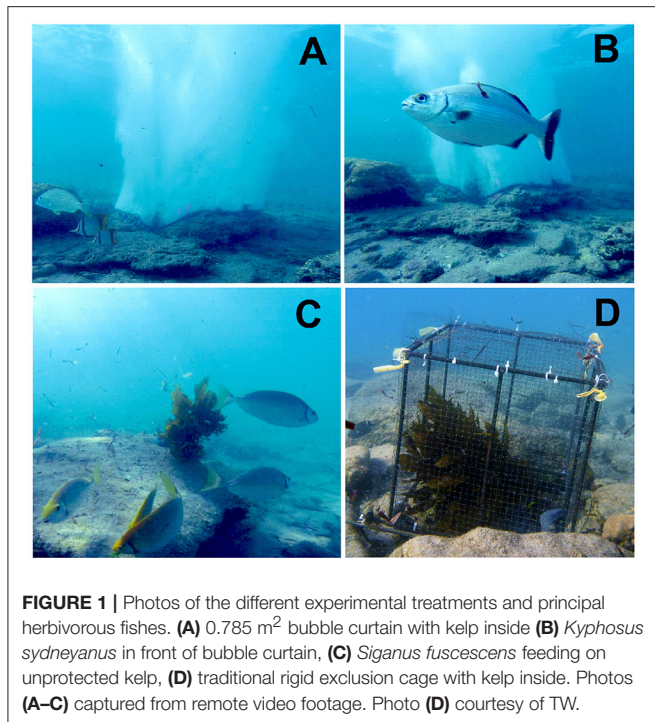 A
B
C
D
FIGURE 1 | Photos of the different experimental treatments and principal
herbivorous fishes. (A) 0.785 m² bubble curtain with kelp inside (B) Kyphosus
sydneyanus in front of bubble curtain, (C) Siganus fuscescens feeding on
unprotected kelp, (D) traditional rigid exclusion cage with kelp inside. Photos
(A–C) captured from remote video footage. Photo (D) courtesy of TW.